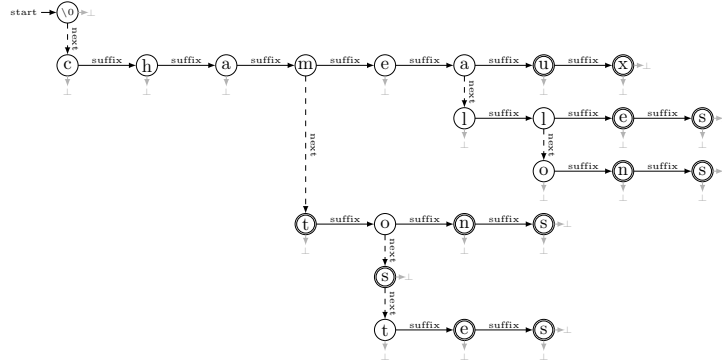 start \0 ⊥
next
c suffix h suffix a suffix m suffix e suffix a suffix u suffix x ⊥
⊥ ⊥ ⊥ next ⊥ next ⊥ ⊥
l suffix l suffix e suffix s
⊥ next ⊥ ⊥
o suffix n suffix s
⊥ ⊥ ⊥
t suffix o suffix n suffix s ⊥
⊥ next ⊥ ⊥
s ⊥
next
t suffix e suffix s ⊥
⊥ ⊥ ⊥